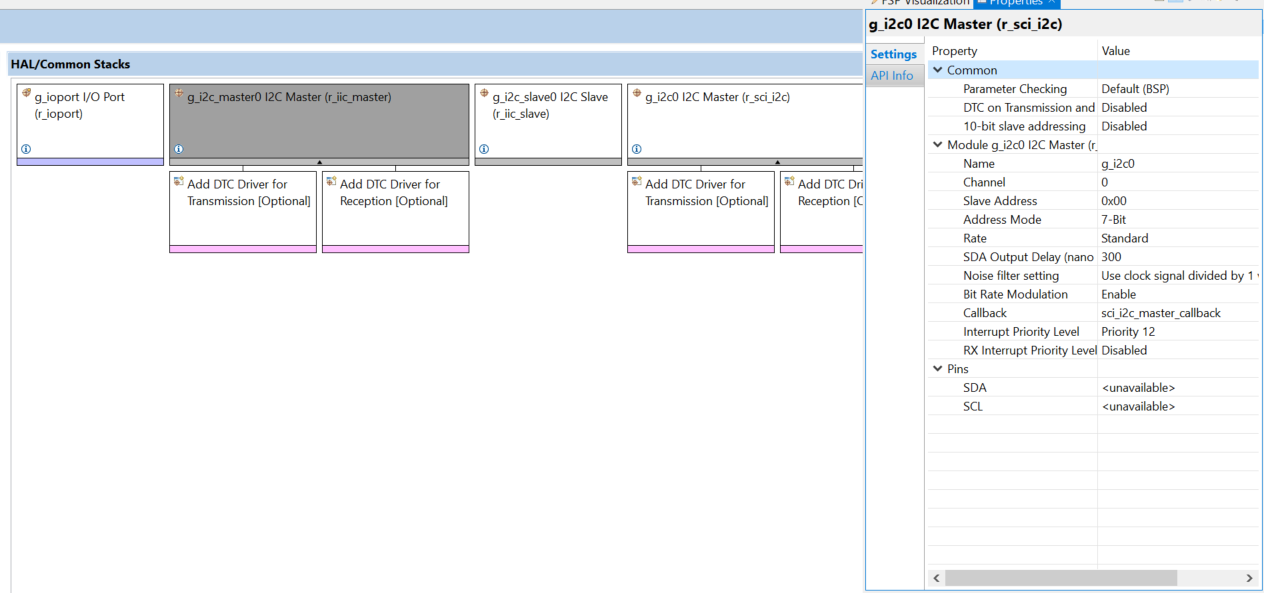 FSP Visualization
Properties
g_i2c0 I2C Master (r_sci_i2c)
HAL/Common Stacks
g_ioport I/O Port
(r_ioport)
g_i2c_master0 I2C Master (r_iic_master)
g_i2c_slave0 I2C Slave
(r_iic_slave)
g_i2c0 I2C Master (r_sci_i2c)
Add DTC Driver for
Transmission [Optional]
Add DTC Driver for
Reception [Optional]
Add DTC Driver for
Transmission [Optional]
Add DTC Dri
Reception [O
Settings
API Info
Property Value
Common
Parameter Checking Default (BSP)
DTC on Transmission and Disabled
10-bit slave addressing Disabled
Module g_i2c0 I2C Master (r_
Name g_i2c0
Channel 0
Slave Address 0x00
Address Mode 7-Bit
Rate Standard
SDA Output Delay (nano 300
Noise filter setting Use clock signal divided by 1
Bit Rate Modulation Enable
Callback sci_i2c_master_callback
Interrupt Priority Level Priority 12
RX Interrupt Priority Level Disabled
Pins
SDA <unavailable>
SCL <unavailable>